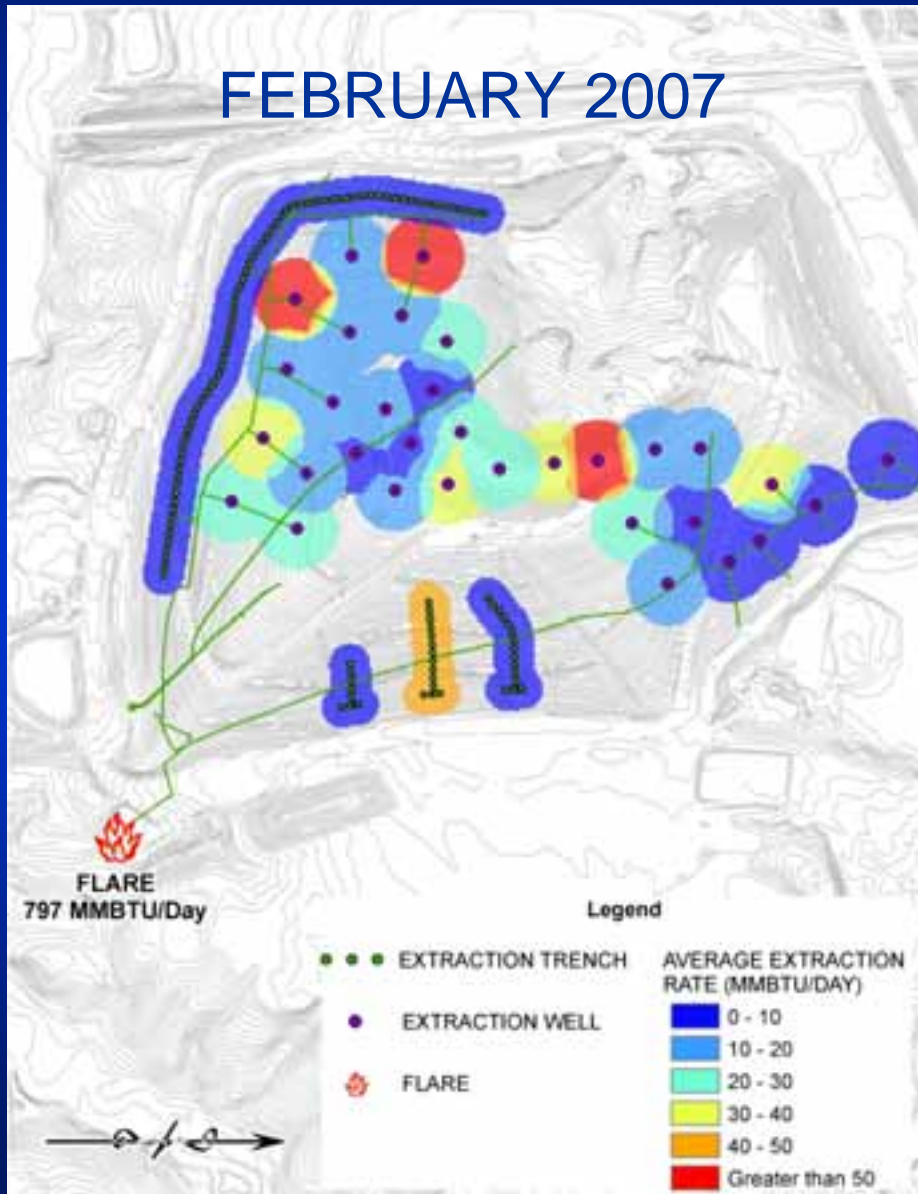 FEBRUARY 2007
FLARE
797 MMBTU/Day
Legend
EXTRACTION TRENCH
EXTRACTION WELL
FLARE
AVERAGE EXTRACTION
RATE (MMBTU/DAY)
0 - 10
10 - 20
20 - 30
30 - 40
40 - 50
Greater than 50